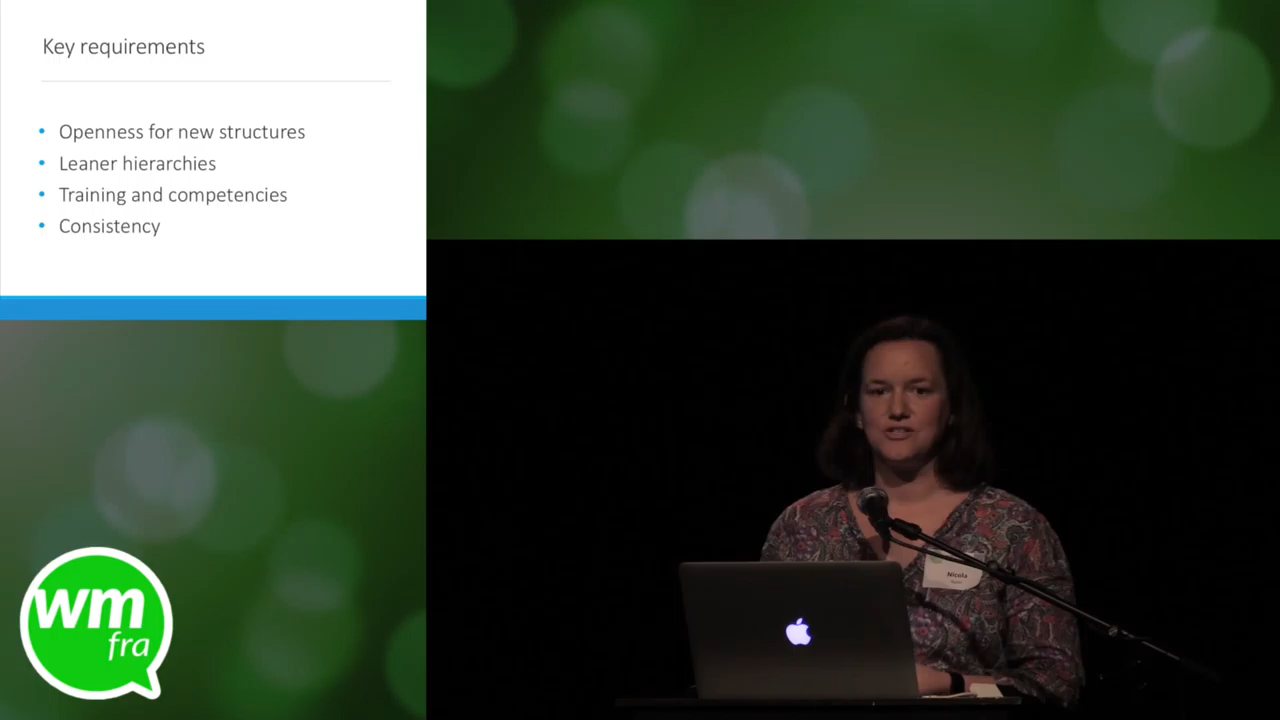 Key requirements
Openness for new structures
Leaner hierarchies
Training and competencies
Consistency
wm
fra
Nicola